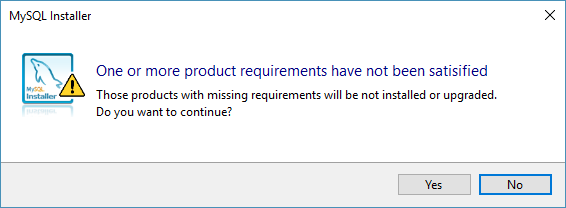 MySQL Installer
One or more product requirements have not been satisified
MySQL
Installer
Those products with missing requirements will be not installed or upgraded.
Do you want to continue?
Yes
No